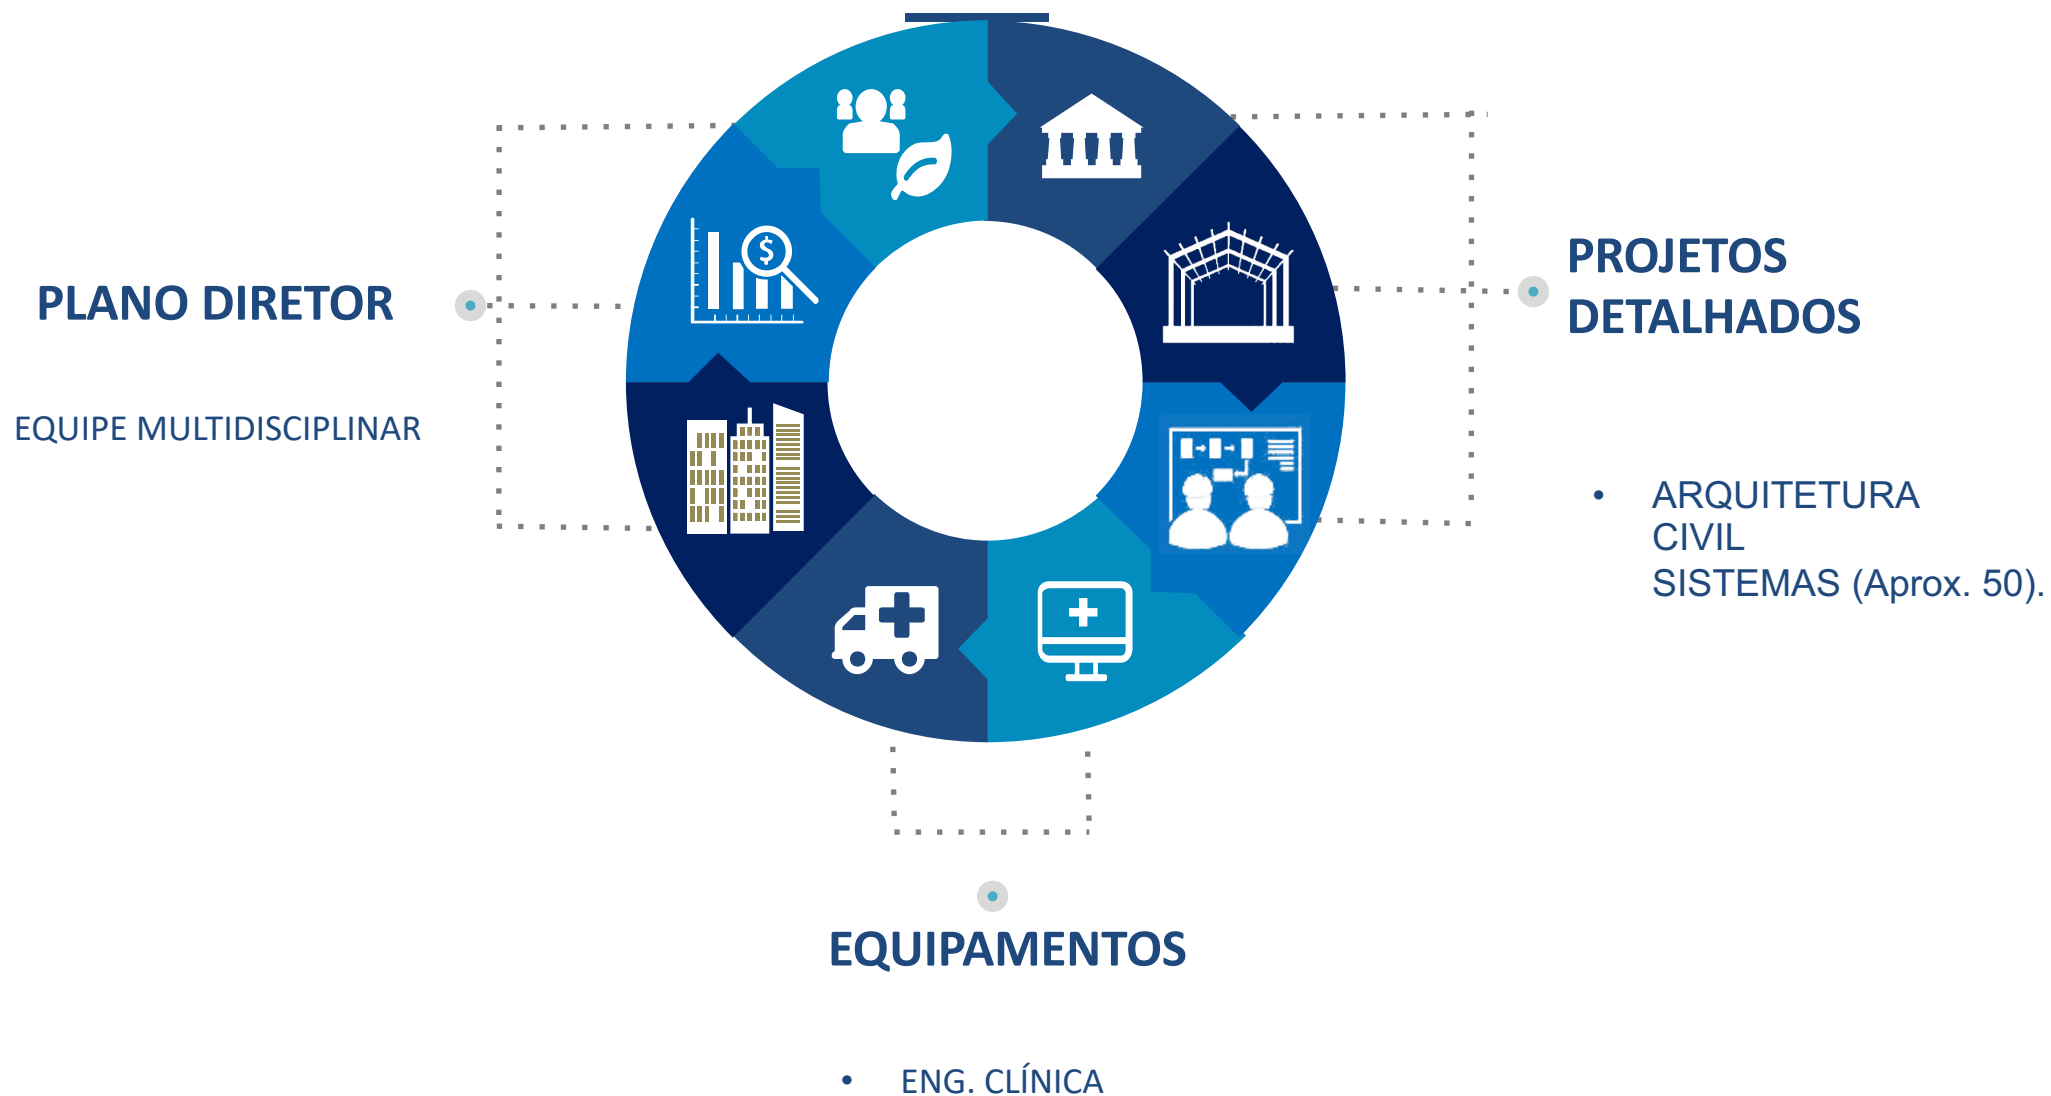 PLANO DIRETOR
EQUIPE MULTIDISCIPLINAR
$
PROJETOS
DETALHADOS
• ARQUITETURA
CIVIL
SISTEMAS (Aprox. 50).
EQUIPAMENTOS
• ENG. CLÍNICA